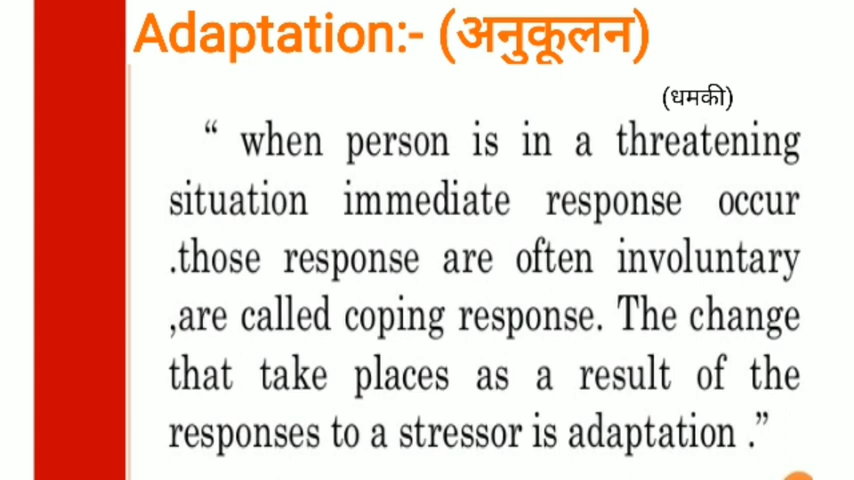 Adaptation:- (अनुकूलन)
(धमकी)
“ when person is in a threatening
situation immediate response occur
.those response are often involuntary
,are called coping response. The change
that take places as a result of the
responses to a stressor is adaptation .”